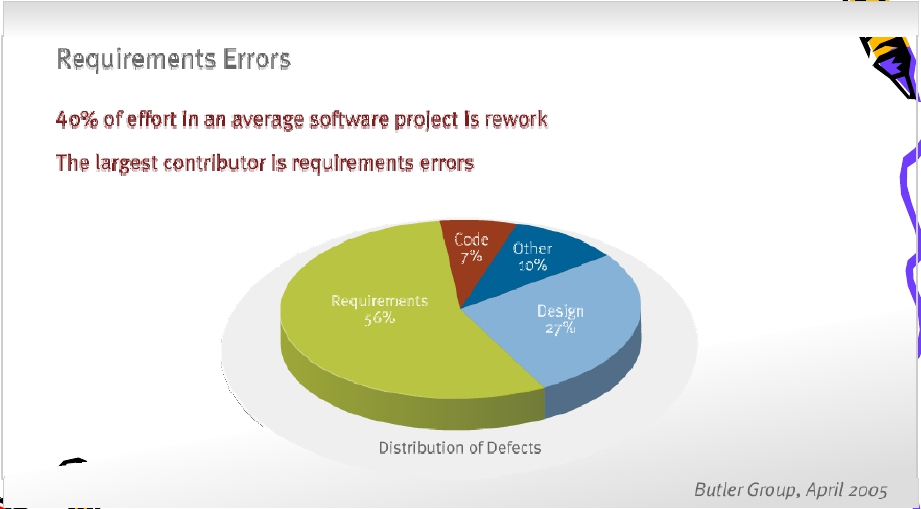 Requirements Errors
40% of effort in an average software project is rework
The largest contributor is requirements errors
Code
7%
Other
10%
Requirements
56%
Design
27%
Distribution of Defects
Butler Group, April 2005